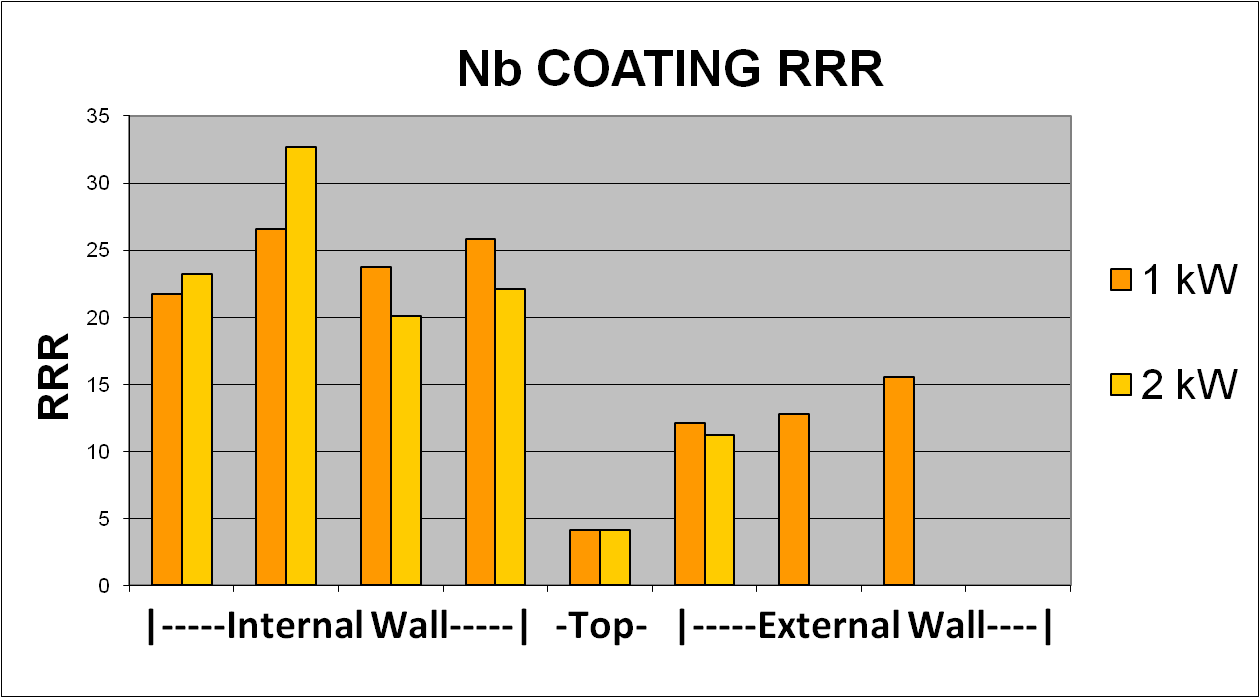 Nb COATING RRR
35
30
25
20
15
10
5
0
RRR
1 kW
2 kW
|-----Internal Wall-----| -Top- |-----External Wall----|